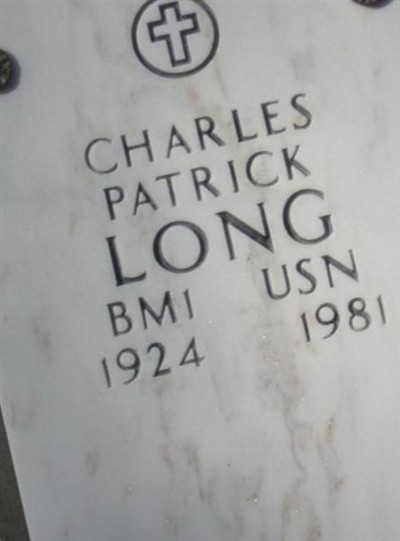 CHARLES
PATRICK
LONG
BM1 USN
1924 1981